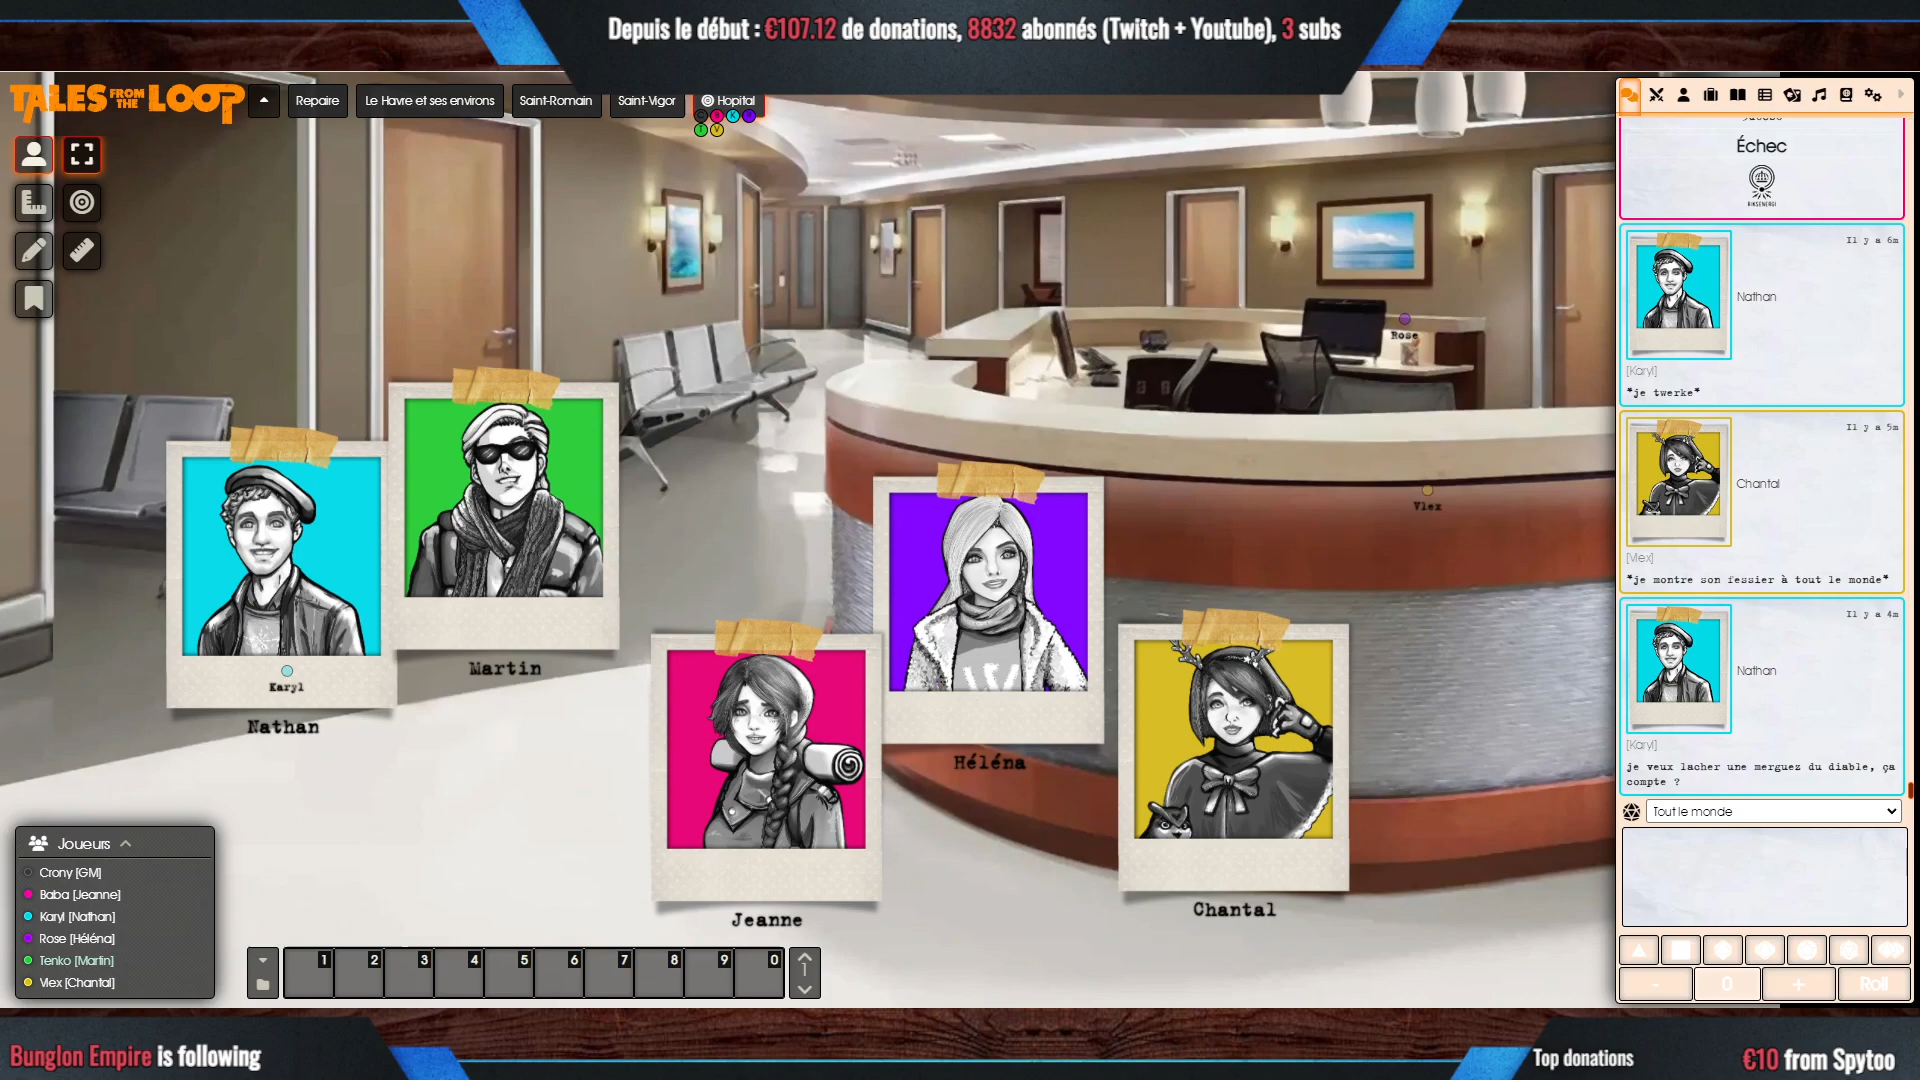 Depuis le début : €107.12 de donations, 8832 abonnés (Twitch + Youtube), 3 subs
TALES FROM THE LOOP
Repaire
Le Havre et ses environs
Saint-Romain
Saint-Vigor
Hopital
Échec
RIKSENERGI
Il y a 6m
Nathan
[Karyl]
*je twerke*
Il y a 5m
Chantal
[Vlex]
*je montre son fessier à tout le monde*
Il y a 4m
Nathan
[Karyl]
je veux lacher une merguez du diable, ça
compte ?
Tout le monde
- 0 + Roll
Rose
Vlex
Karyl
Nathan
Martin
Jeanne
Héléna
Chantal
Joueurs
Crony [GM]
Baba [Jeanne]
Karyl [Nathan]
Rose [Héléna]
Tenko [Martin]
Vlex [Chantal]
1 2 3 4 5 6 7 8 9 0
1
Bunglon Empire is following
Top donations
€10 from Spytoo